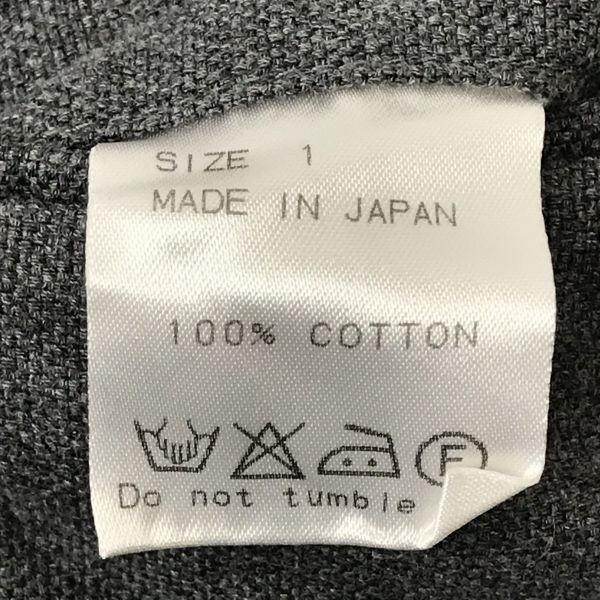 SIZE 1
MADE IN JAPAN
100% COTTON
F
Do not tumble